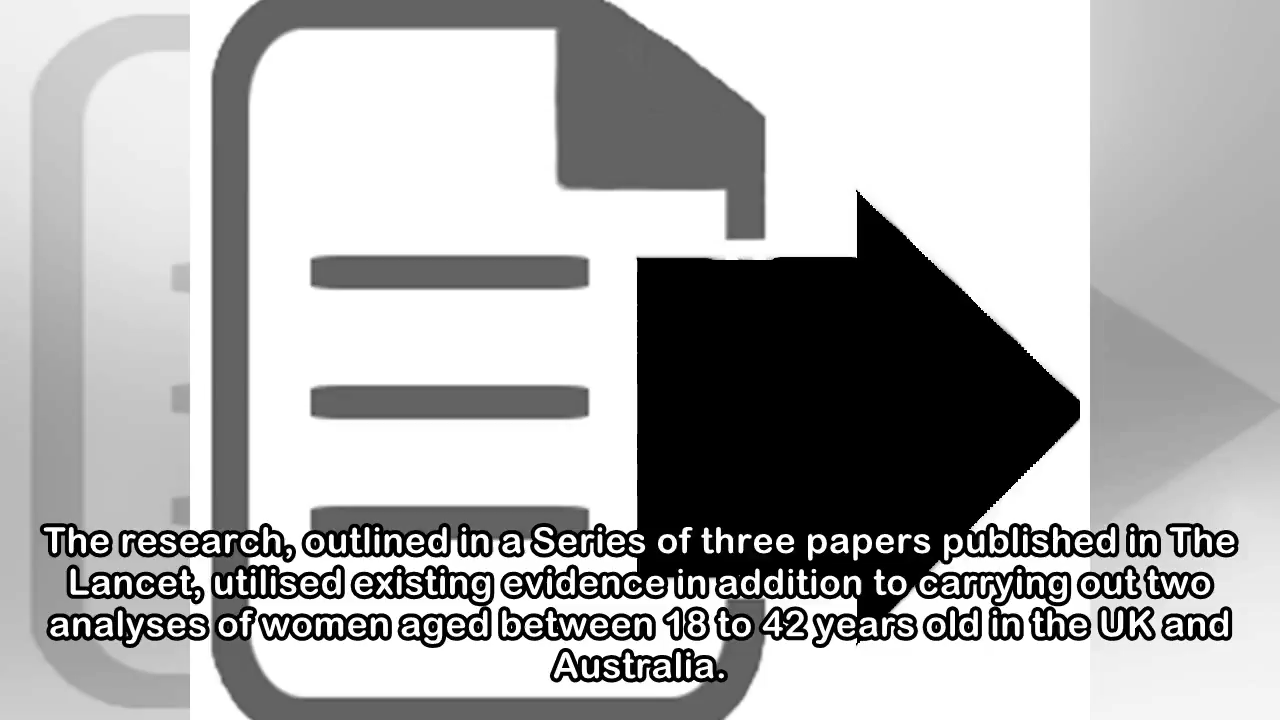 The research, outlined in a Series of three papers published in The
Lancet, utilised existing evidence in addition to carrying out two
analyses of women aged between 18 to 42 years old in the UK and
Australia.